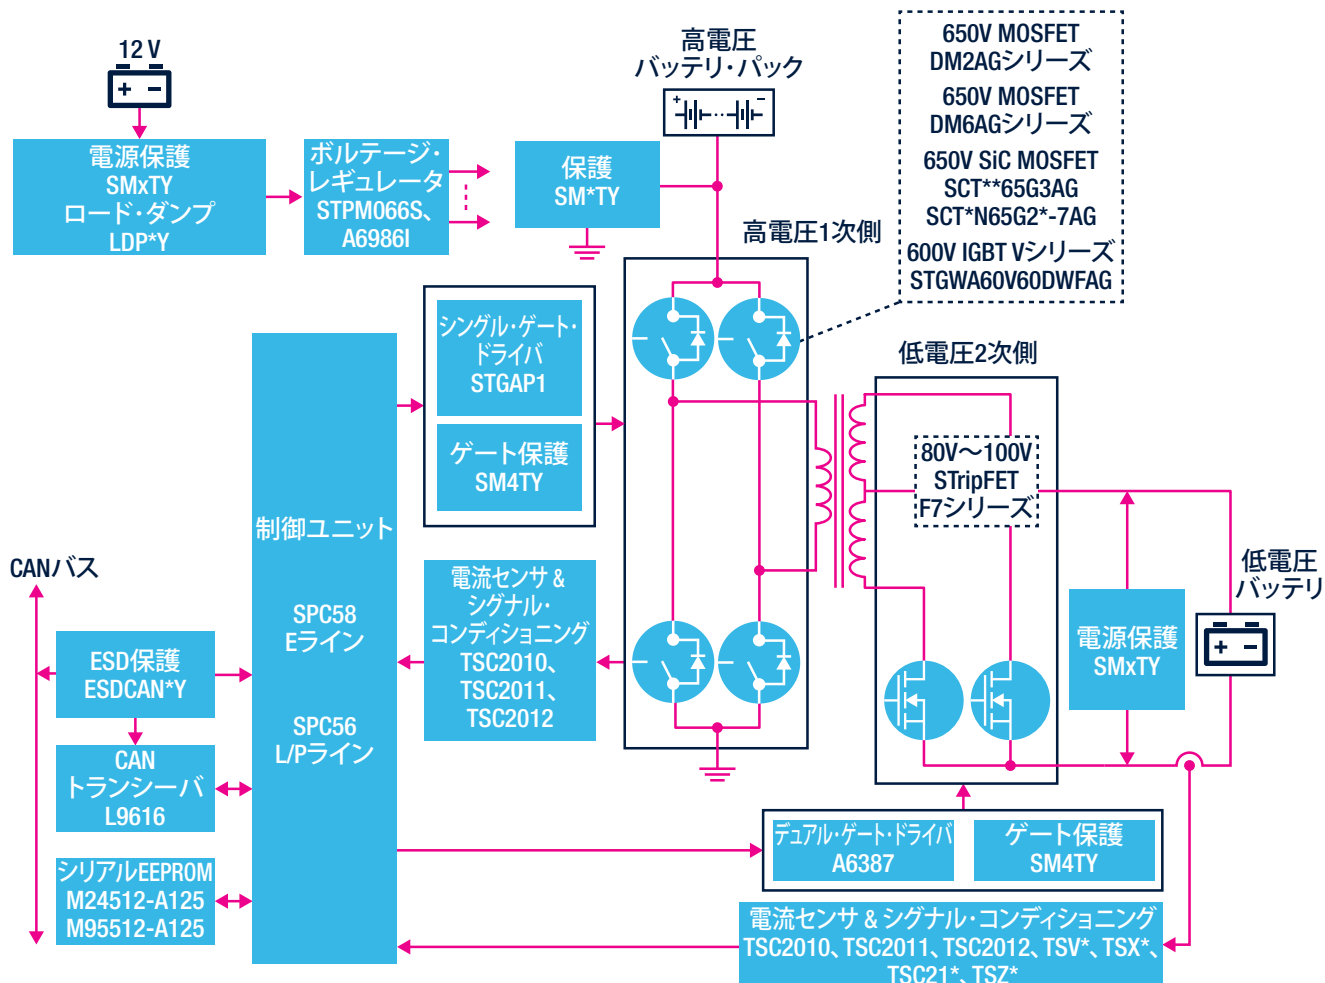 12 V
電源保護
SMxTY
ロード・ダンプ
LDP*Y
ボルテージ・
レギュレータ
STPM066S、
A6986I
保護
SM*TY
高電圧
バッテリ・パック
650V MOSFET
DM2AGシリーズ
650V MOSFET
DM6AGシリーズ
650V SiC MOSFET
SCT**65G3AG
SCT*N65G2*-7AG
600V IGBT Vシリーズ
STGWA60V60DWFAG
高電圧1次側
シングル・ゲート・
ドライバ
STGAP1
ゲート保護
SM4TY
低電圧2次側
80V～100V
STripFET
F7シリーズ
制御ユニット
SPC58
Eライン
SPC56
L/Pライン
電流センサ &
シグナル・
コンディショニング
TSC2010、
TSC2011、
TSC2012
CANバス
ESD保護
ESDCAN*Y
CAN
トランシーバ
L9616
シリアルEEPROM
M24512-A125
M95512-A125
電源保護
SMxTY
低電圧
バッテリ
デュアル・ゲート・ドライバ
A6387
ゲート保護
SM4TY
電流センサ & シグナル・コンディショニング
TSC2010、TSC2011、TSC2012、TSV*、TSX*、
TSC21*、TSZ*